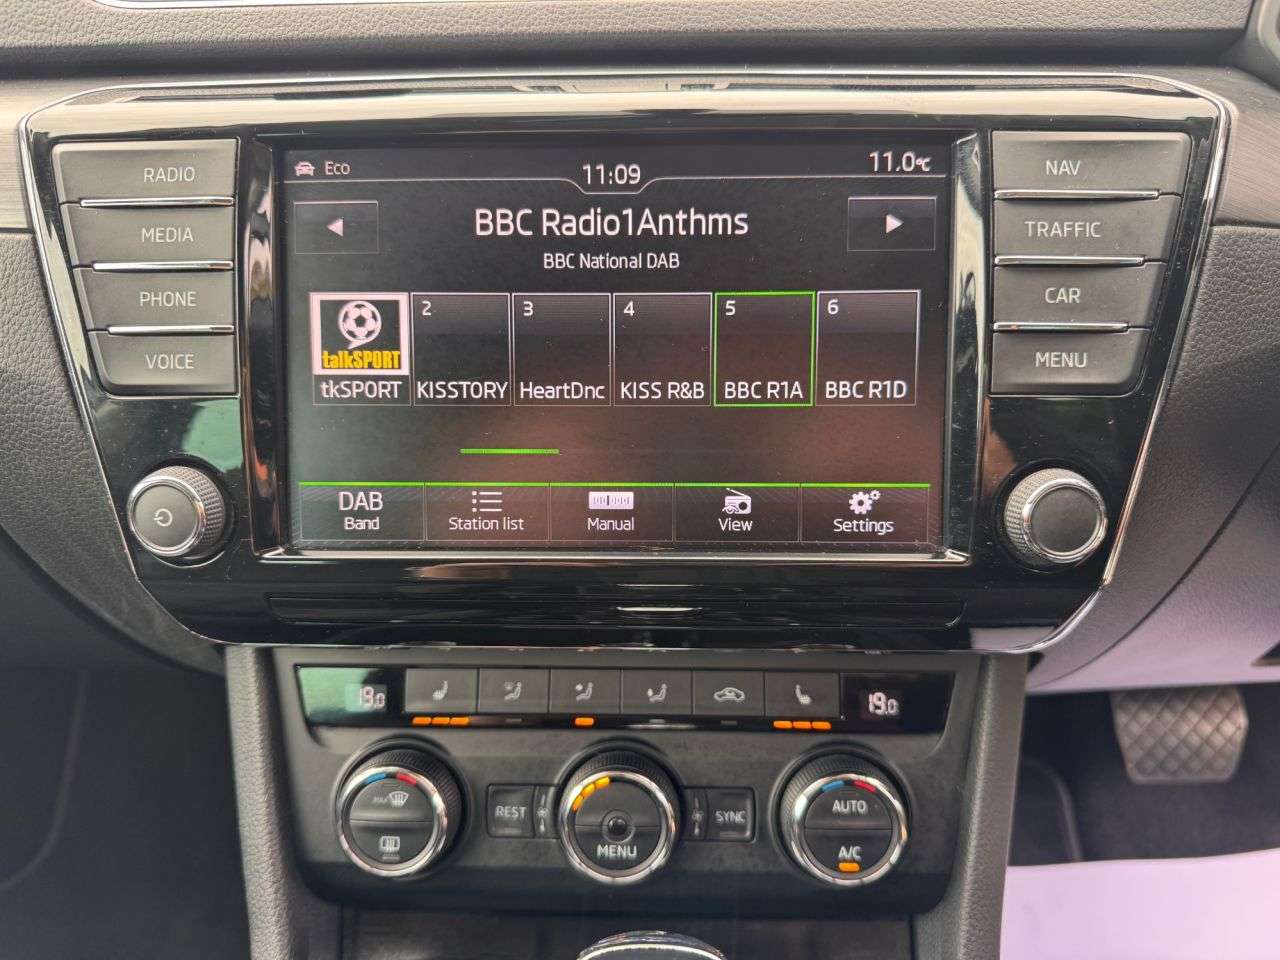 RADIO
MEDIA
PHONE
VOICE
Eco
11:09
11.0°C
BBC Radio1Anthms
BBC National DAB
talkSPORT
tkSPORT
2
KISSTORY
3
HeartDnc
4
KISS R&B
5
BBC R1A
6
BBC R1D
DAB
Band
Station list
Manual
View
Settings
NAV
TRAFFIC
CAR
MENU
19.0
19.0
MAX
REST
MENU
SYNC
AUTO
A/C